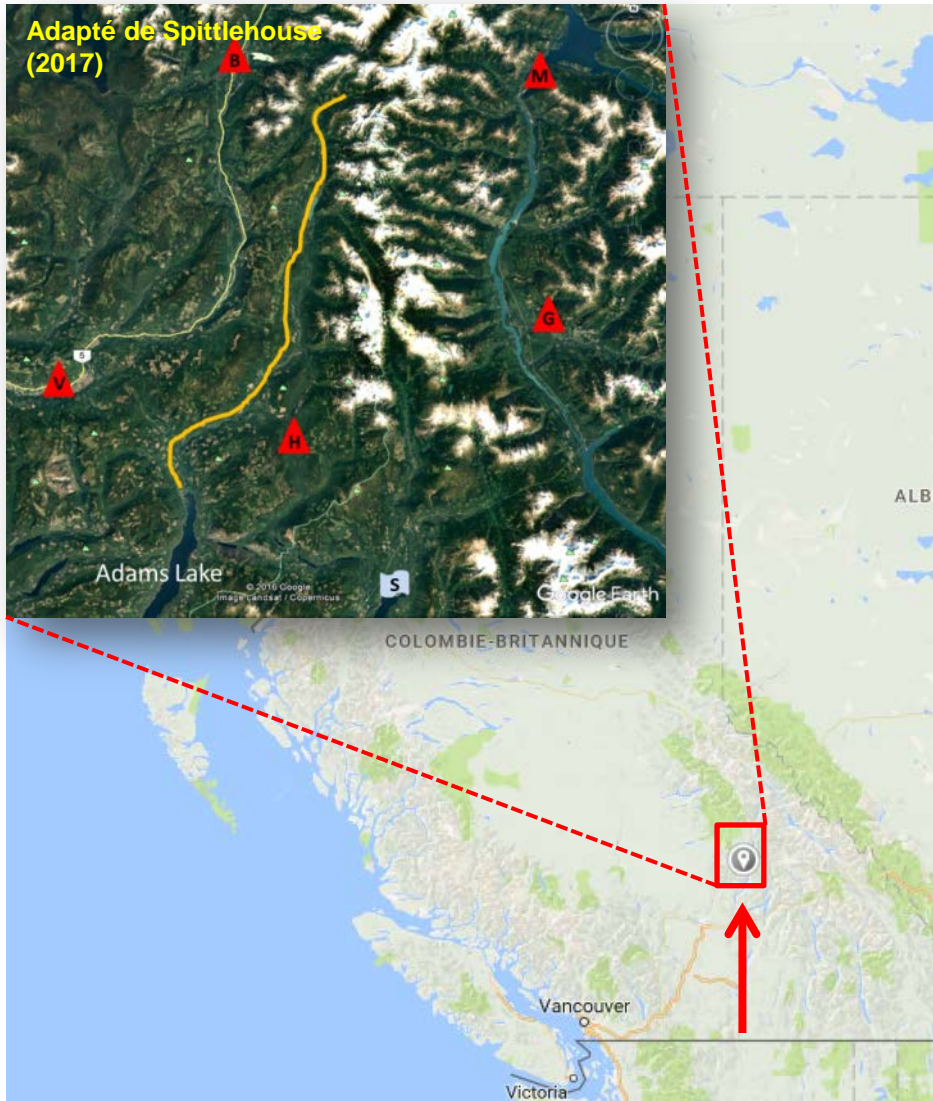 Adapté de Spittlehouse
(2017)
B
M
G
5
V
H
Adams Lake
S
© 2016 Google
Image Landsat / Copernicus
Google Earth
ALB
COLOMBIE-BRITANNIQUE
Vancouver
Victoria